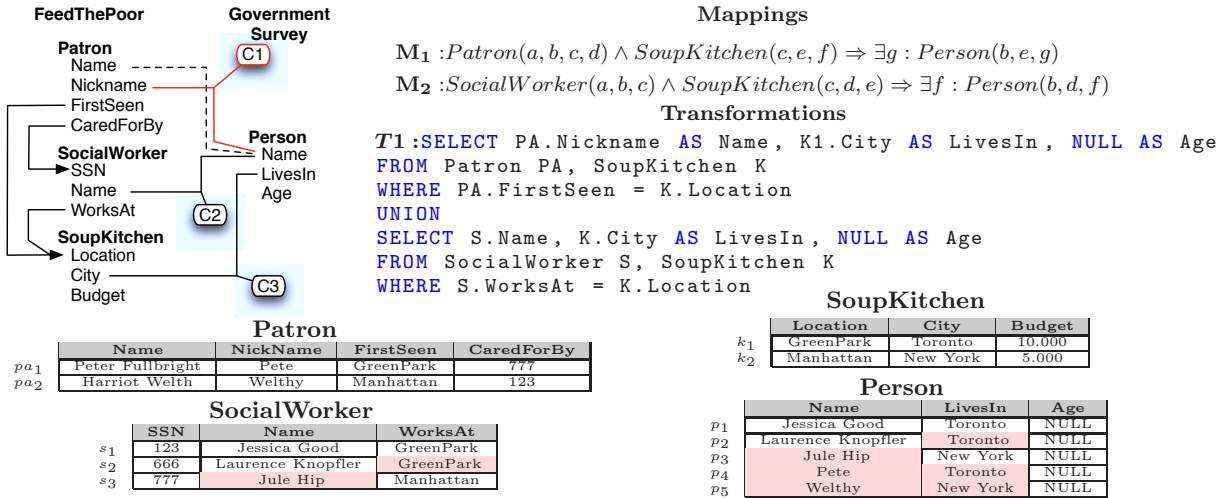 FeedThePoor
Government
Survey
C1
Patron
Name
Nickname
FirstSeen
CaredForBy
SocialWorker
SSN
Name
WorksAt
SoupKitchen
Location
City
Budget
Person
Name
LivesIn
Age
C2
C3
Mappings
M₁ :Patron(a, b, c, d) ∧ SoupKitchen(c, e, f) ⇒ ∃g : Person(b, e, g)
M₂ :SocialWorker(a, b, c) ∧ SoupKitchen(c, d, e) ⇒ ∃f : Person(b, d, f)
Transformations
T1 :SELECT PA.Nickname AS Name, K1.City AS LivesIn, NULL AS Age
FROM Patron PA, SoupKitchen K
WHERE PA.FirstSeen = K.Location
UNION
SELECT S.Name, K.City AS LivesIn, NULL AS Age
FROM SocialWorker S, SoupKitchen K
WHERE S.WorksAt = K.Location
Patron
Name NickName FirstSeen CaredForBy
pa₁ Peter Fullbright Pete GreenPark 777
pa₂ Harriot Welth Welthy Manhattan 123
SocialWorker
SSN Name WorksAt
s₁ 123 Jessica Good GreenPark
s₂ 666 Laurence Knopfler GreenPark
s₃ 777 Jule Hip Manhattan
SoupKitchen
Location City Budget
k₁ GreenPark Toronto 10.000
k₂ Manhattan New York 5.000
Person
Name LivesIn Age
p₁ Jessica Good Toronto NULL
p₂ Laurence Knopfler Toronto NULL
p₃ Jule Hip New York NULL
p₄ Pete Toronto NULL
p₅ Welthy New York NULL